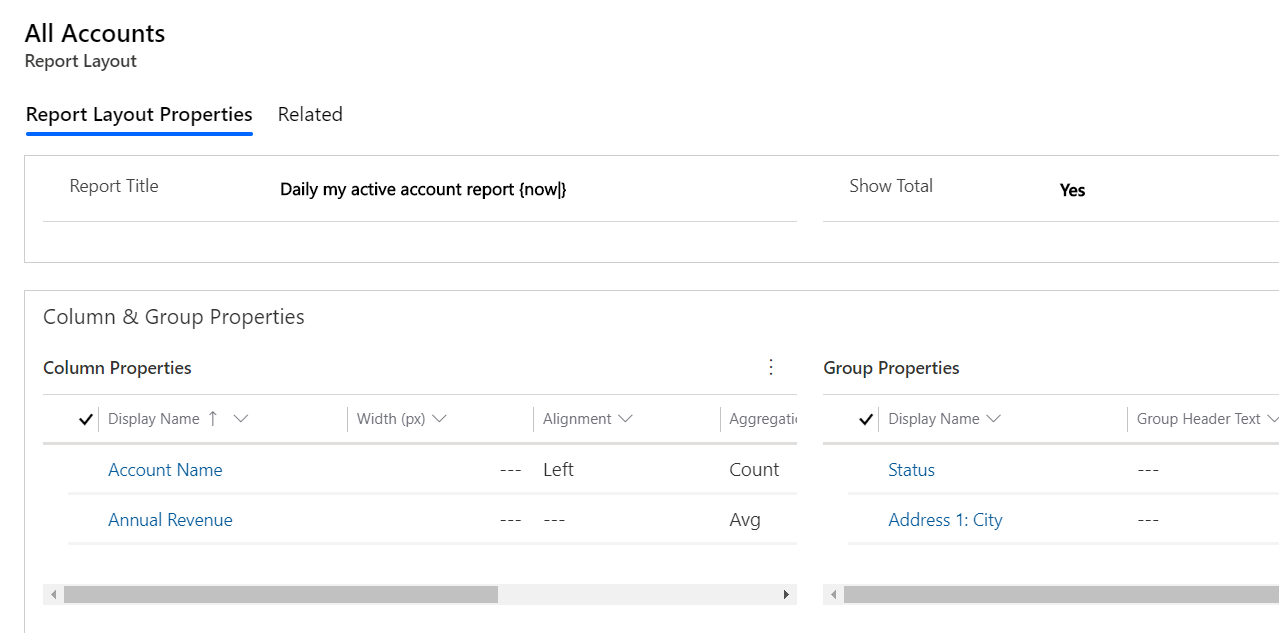 All Accounts
Report Layout
Report Layout Properties Related
Report Title Daily my active account report {now|} Show Total Yes
Column & Group Properties
Column Properties Group Properties
Display Name Width (px) Alignment Aggregatio Display Name Group Header Text
Account Name --- Left Count Status ---
Annual Revenue --- --- Avg Address 1: City ---